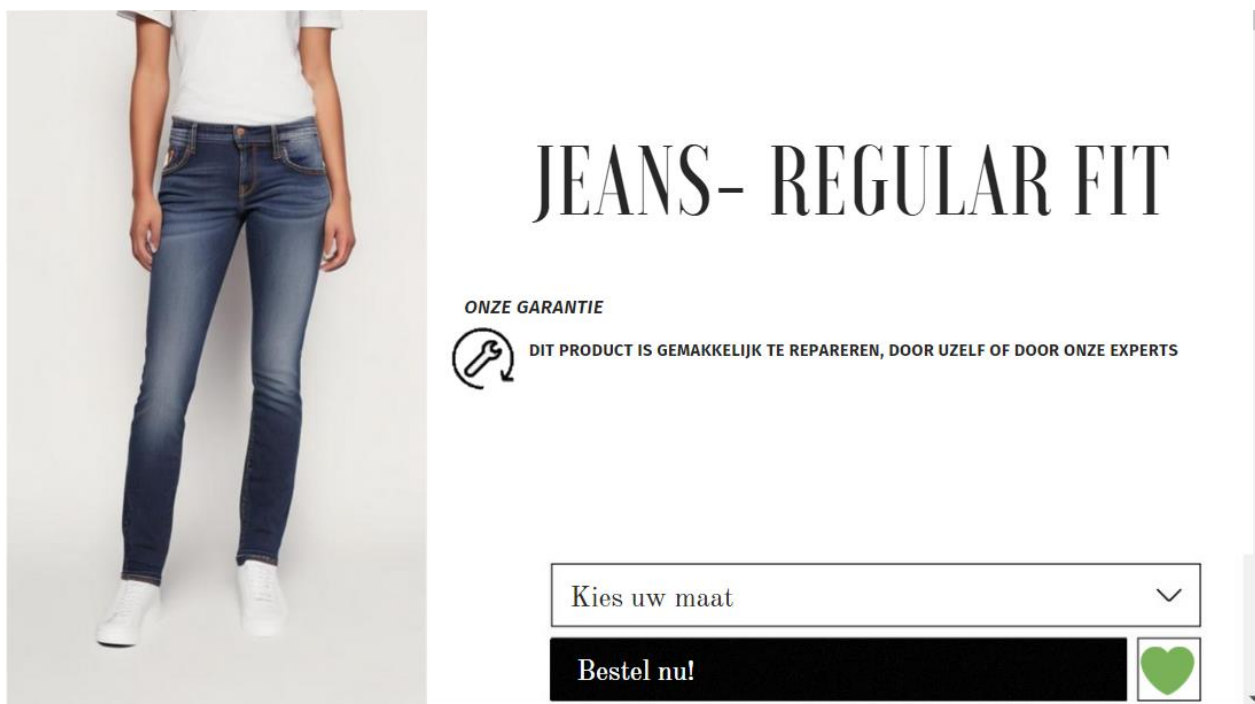 JEANS- REGULAR FIT
ONZE GARANTIE
DIT PRODUCT IS GEMAKKELIJK TE REPAREREN, DOOR UZELF OF DOOR ONZE EXPERTS
Kies uw maat
Bestel nu!